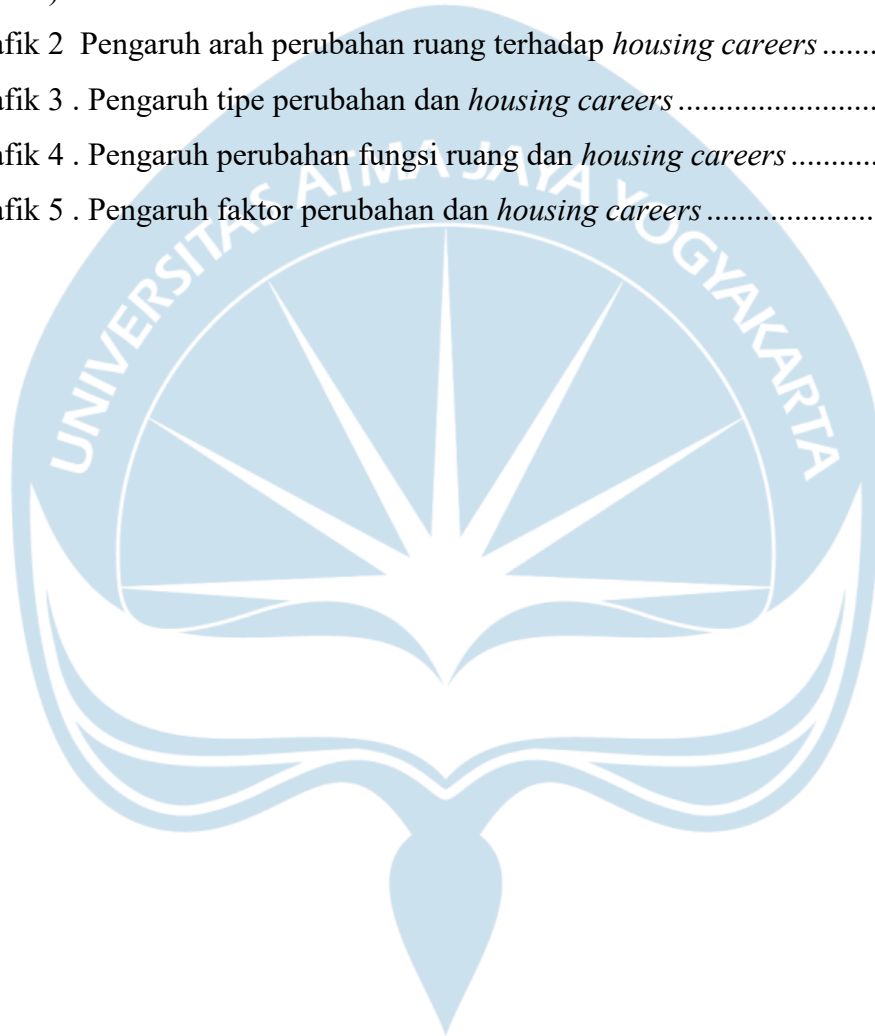 afik 2 Pengaruh arah perubahan ruang terhadap housing careers .......
afik 3 . Pengaruh tipe perubahan dan housing careers ........................
afik 4 . Pengaruh perubahan fungsi ruang dan housing careers ...........
afik 5 . Pengaruh faktor perubahan dan housing careers .....................
UNIVERSITAS ATMA JAYA YOGYAKARTA